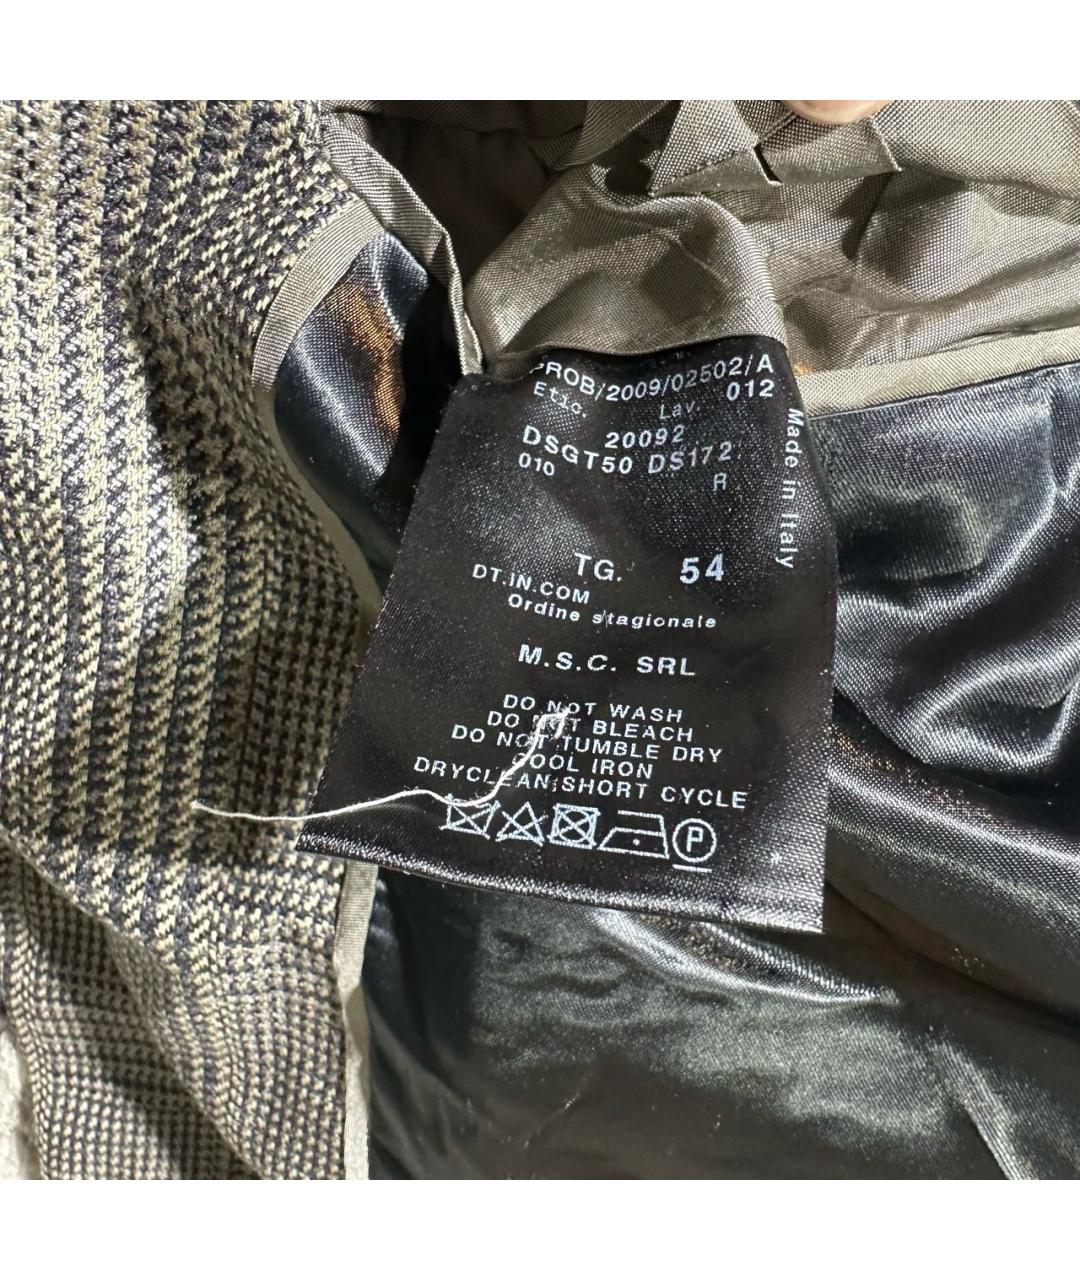 PROB/2009/02502/A
Etic. Lav. 012
20092
DSGT50 DS172
010 R
Made in Italy
TG. 54
DT.IN.COM
Ordine stagionale
M.S.C. SRL
DO NOT WASH
DO NOT BLEACH
DO NOT TUMBLE DRY
COOL IRON
DRYCLEAN SHORT CYCLE
P
*